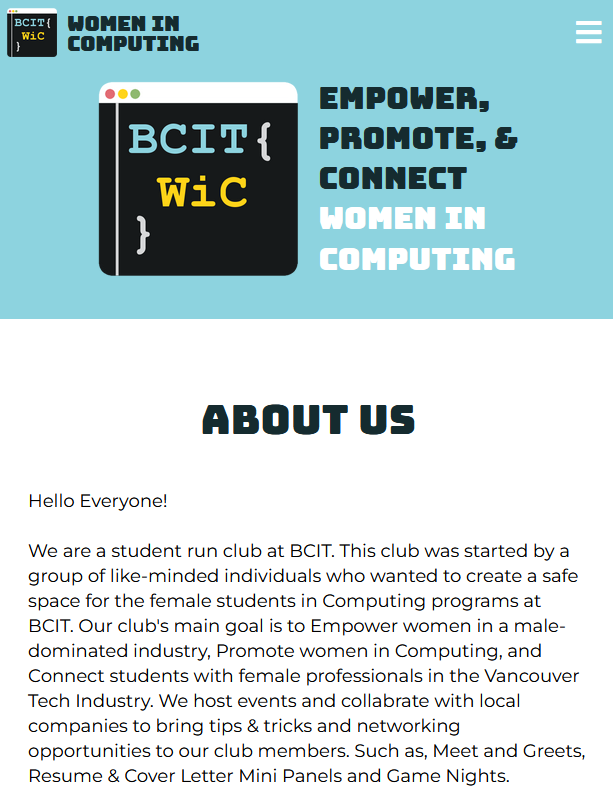 BCIT{
WiC
}
WOMEN IN
COMPUTING
BCIT{
WiC
}
EMPOWER,
PROMOTE, &
CONNECT
WOMEN IN
COMPUTING
ABOUT US
Hello Everyone!
We are a student run club at BCIT. This club was started by a
group of like-minded individuals who wanted to create a safe
space for the female students in Computing programs at
BCIT. Our club's main goal is to Empower women in a male-
dominated industry, Promote women in Computing, and
Connect students with female professionals in the Vancouver
Tech Industry. We host events and collabrate with local
companies to bring tips & tricks and networking
opportunities to our club members. Such as, Meet and Greets,
Resume & Cover Letter Mini Panels and Game Nights.